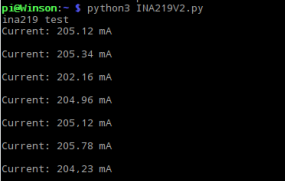 pi@Winson:~ $ python3 INA219V2.py
ina219 test
Current: 205.12 mA
Current: 205.34 mA
Current: 202.16 mA
Current: 204.96 mA
Current: 205,12 mA
Current: 205.78 mA
Current: 204,23 mA